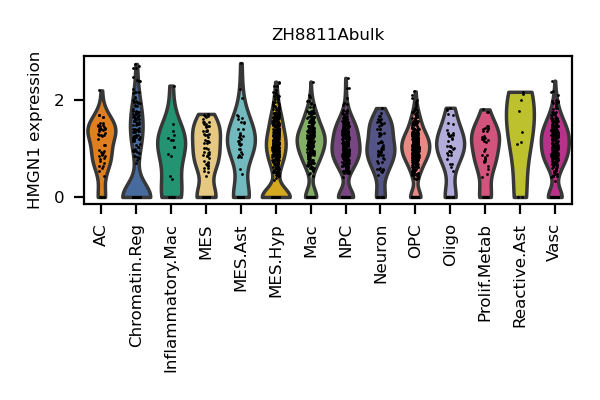 ZH8811Abulk
HMGN1 expression
2
0
AC
Chromatin.Reg
Inflammatory.Mac
MES
MES.Ast
MES.Hyp
Mac
NPC
Neuron
OPC
Oligo
Prolif.Metab
Reactive.Ast
Vasc